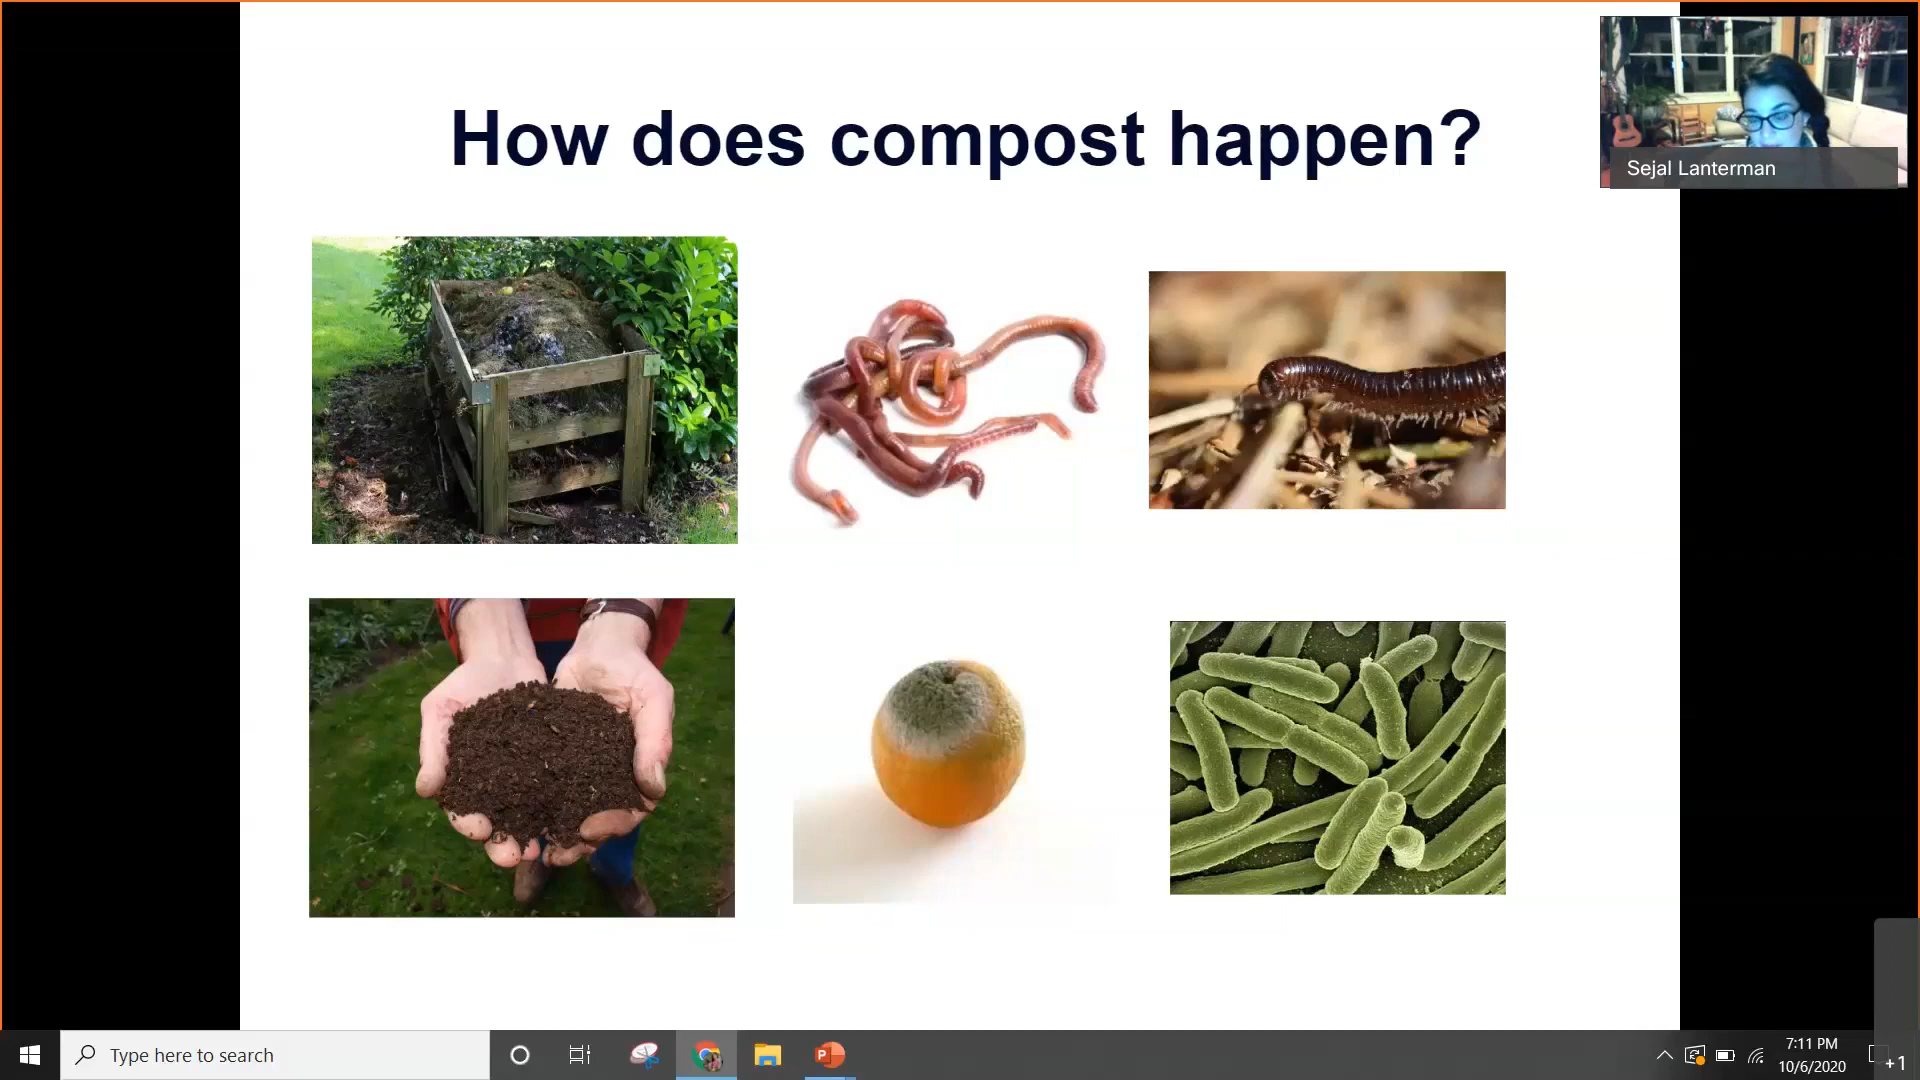 How does compost happen?
Sejal Lanterman
Type here to search
P
7:11 PM
10/6/2020
+1